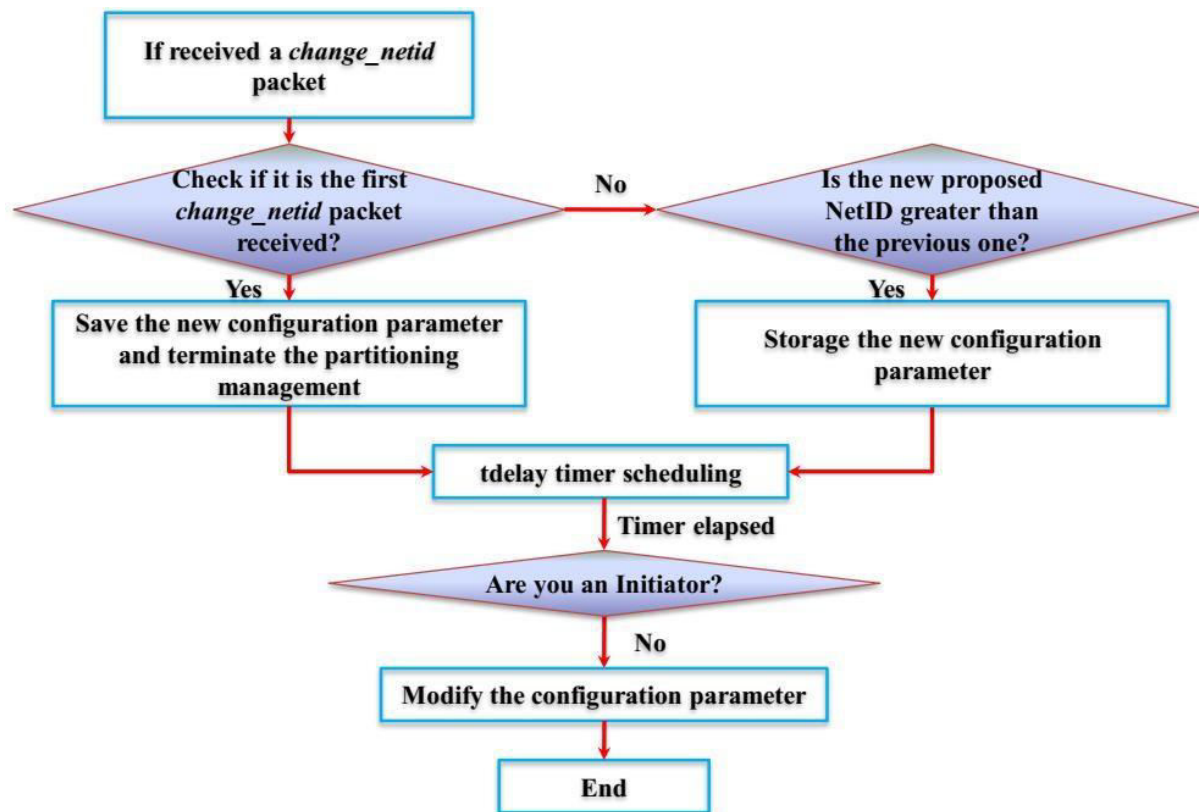 If received a change_netid
packet
Check if it is the first
change_netid packet
received?
No
Is the new proposed
NetID greater than
the previous one?
Yes
Yes
Save the new configuration parameter
and terminate the partitioning
management
Storage the new configuration
parameter
tdelay timer scheduling
Timer elapsed
Are you an Initiator?
No
Modify the configuration parameter
End